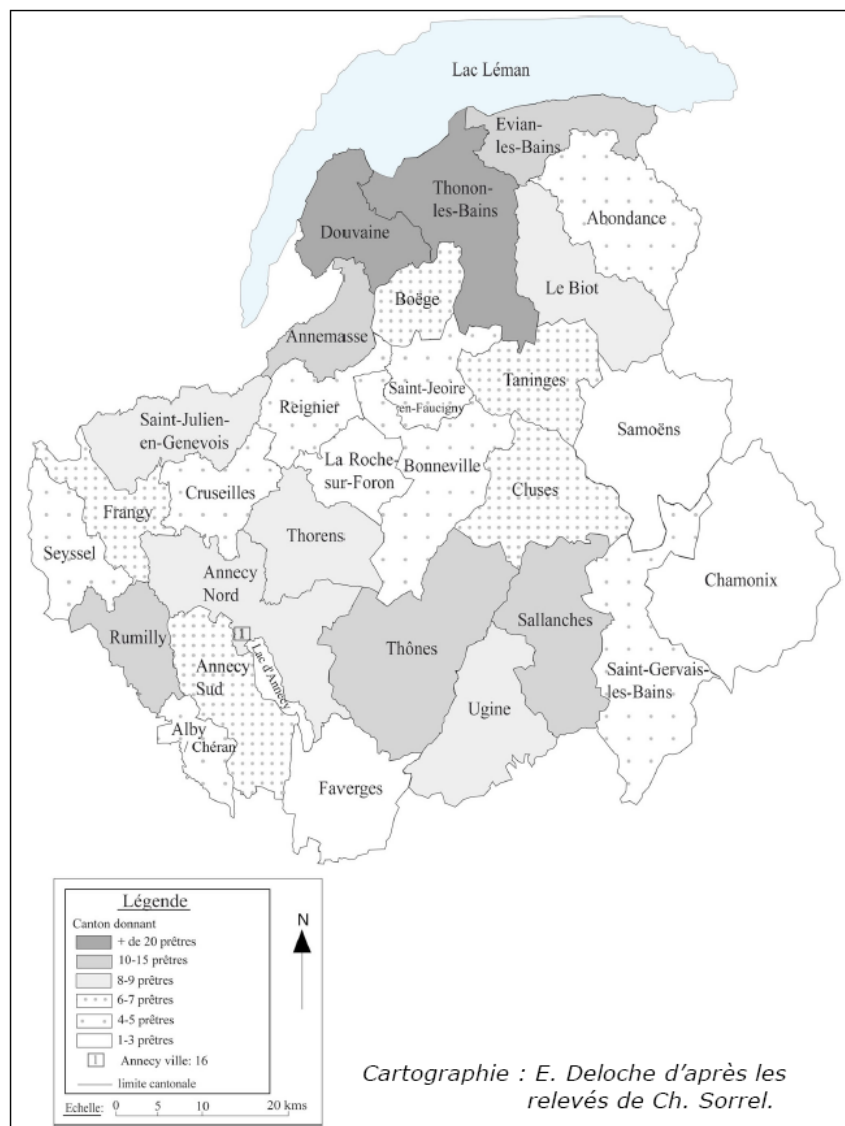 Lac Léman
Evian-
les-Bains
Thonon-
les-Bains
Abondance
Douvaine
Le Biot
Boëge
Annemasse
Taninges
Saint-Jeoire
en-Faucigny
Reignier
Saint-Julien-
en-Genevois
Samoëns
La Roche-
sur-Foron
Bonneville
Cruseilles
Cluses
Frangy
Thorens
Seyssel
Annecy
Nord
Chamonix
Sallanches
Rumilly
1
Lac d'Annecy
Thônes
Annecy
Sud
Saint-Gervais-
les-Bains
Ugine
Alby
/ Chéran
Faverges
Légende
Canton donnant
+ de 20 prêtres
10-15 prêtres
8-9 prêtres
6-7 prêtres
4-5 prêtres
1-3 prêtres
1 Annecy ville: 16
limite cantonale
Echelle: 0 5 10 20 kms
N
Cartographie : E. Deloche d'après les
relevés de Ch. Sorrel.